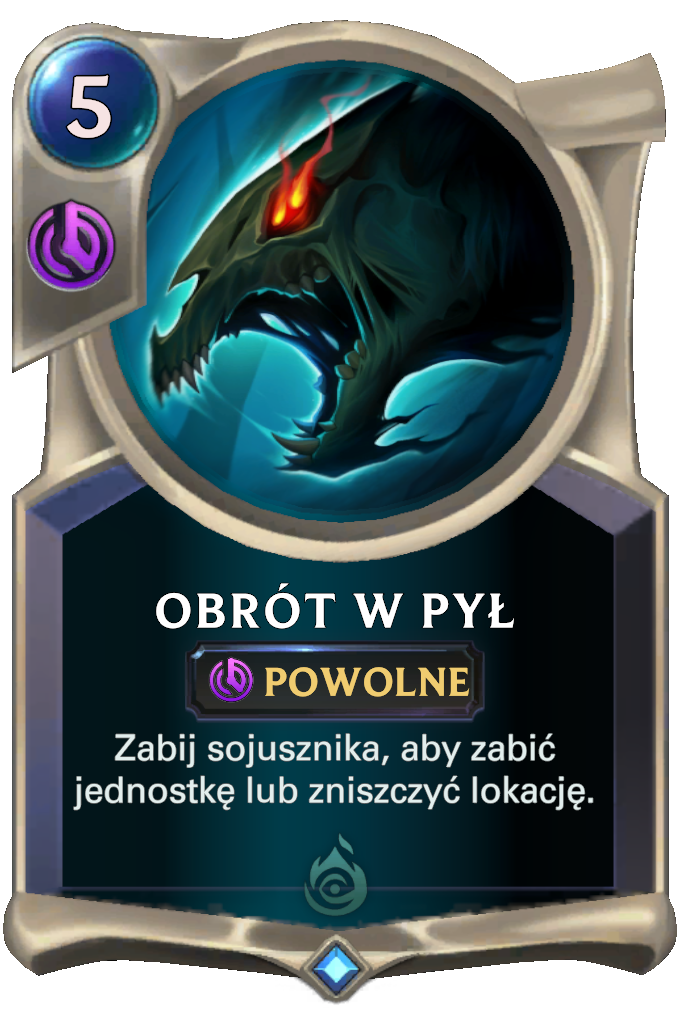 5
OBRÓT W PYŁ
POWOLNE
Zabij sojusznika, aby zabić
jednostkę lub zniszczyć lokację.